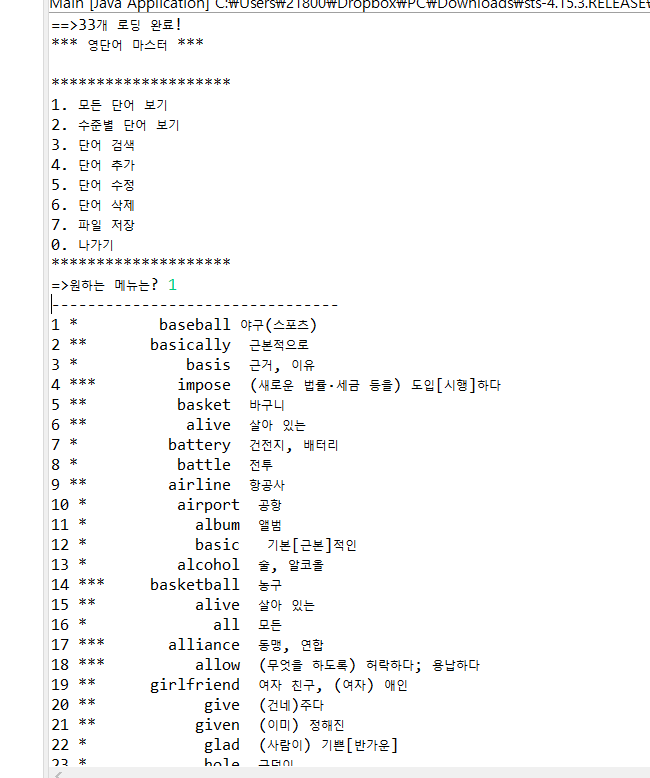 Main [Java Application] C:₩Users₩21800₩Dropbox₩PC₩Downloads₩sts-4.15.3.RELEASE₩
==>33개 로딩 완료!
*** 영단어 마스터 ***
********************
1. 모든 단어 보기
2. 수준별 단어 보기
3. 단어 검색
4. 단어 추가
5. 단어 수정
6. 단어 삭제
7. 파일 저장
0. 나가기
********************
=>원하는 메뉴는? 1
--------------------------------
1 * baseball 야구(스포츠)
2 ** basically 근본적으로
3 * basis 근거, 이유
4 *** impose (새로운 법률·세금 등을) 도입[시행]하다
5 ** basket 바구니
6 ** alive 살아 있는
7 * battery 건전지, 배터리
8 * battle 전투
9 ** airline 항공사
10 * airport 공항
11 * album 앨범
12 * basic 기본[근본]적인
13 * alcohol 술, 알코올
14 *** basketball 농구
15 ** alive 살아 있는
16 * all 모든
17 *** alliance 동맹, 연합
18 *** allow (무엇을 하도록) 허락하다; 용납하다
19 ** girlfriend 여자 친구, (여자) 애인
20 ** give (건네)주다
21 ** given (이미) 정해진
22 * glad (사람이) 기쁜[반가운]
23 * hole 구덩이